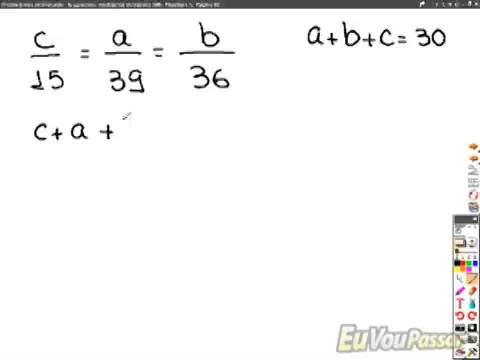 c/15 = a/39 = b/36
a+b+c=30
c+a+
EuVouPassar